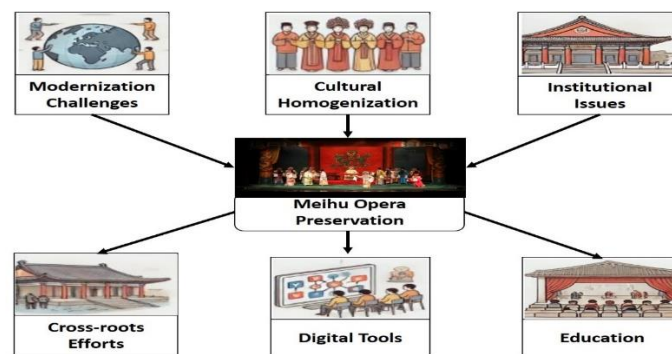 Modernization
Challenges
Cultural
Homogenization
Institutional
Issues
Meihu Opera
Preservation
Cross-roots
Efforts
Digital Tools
Education